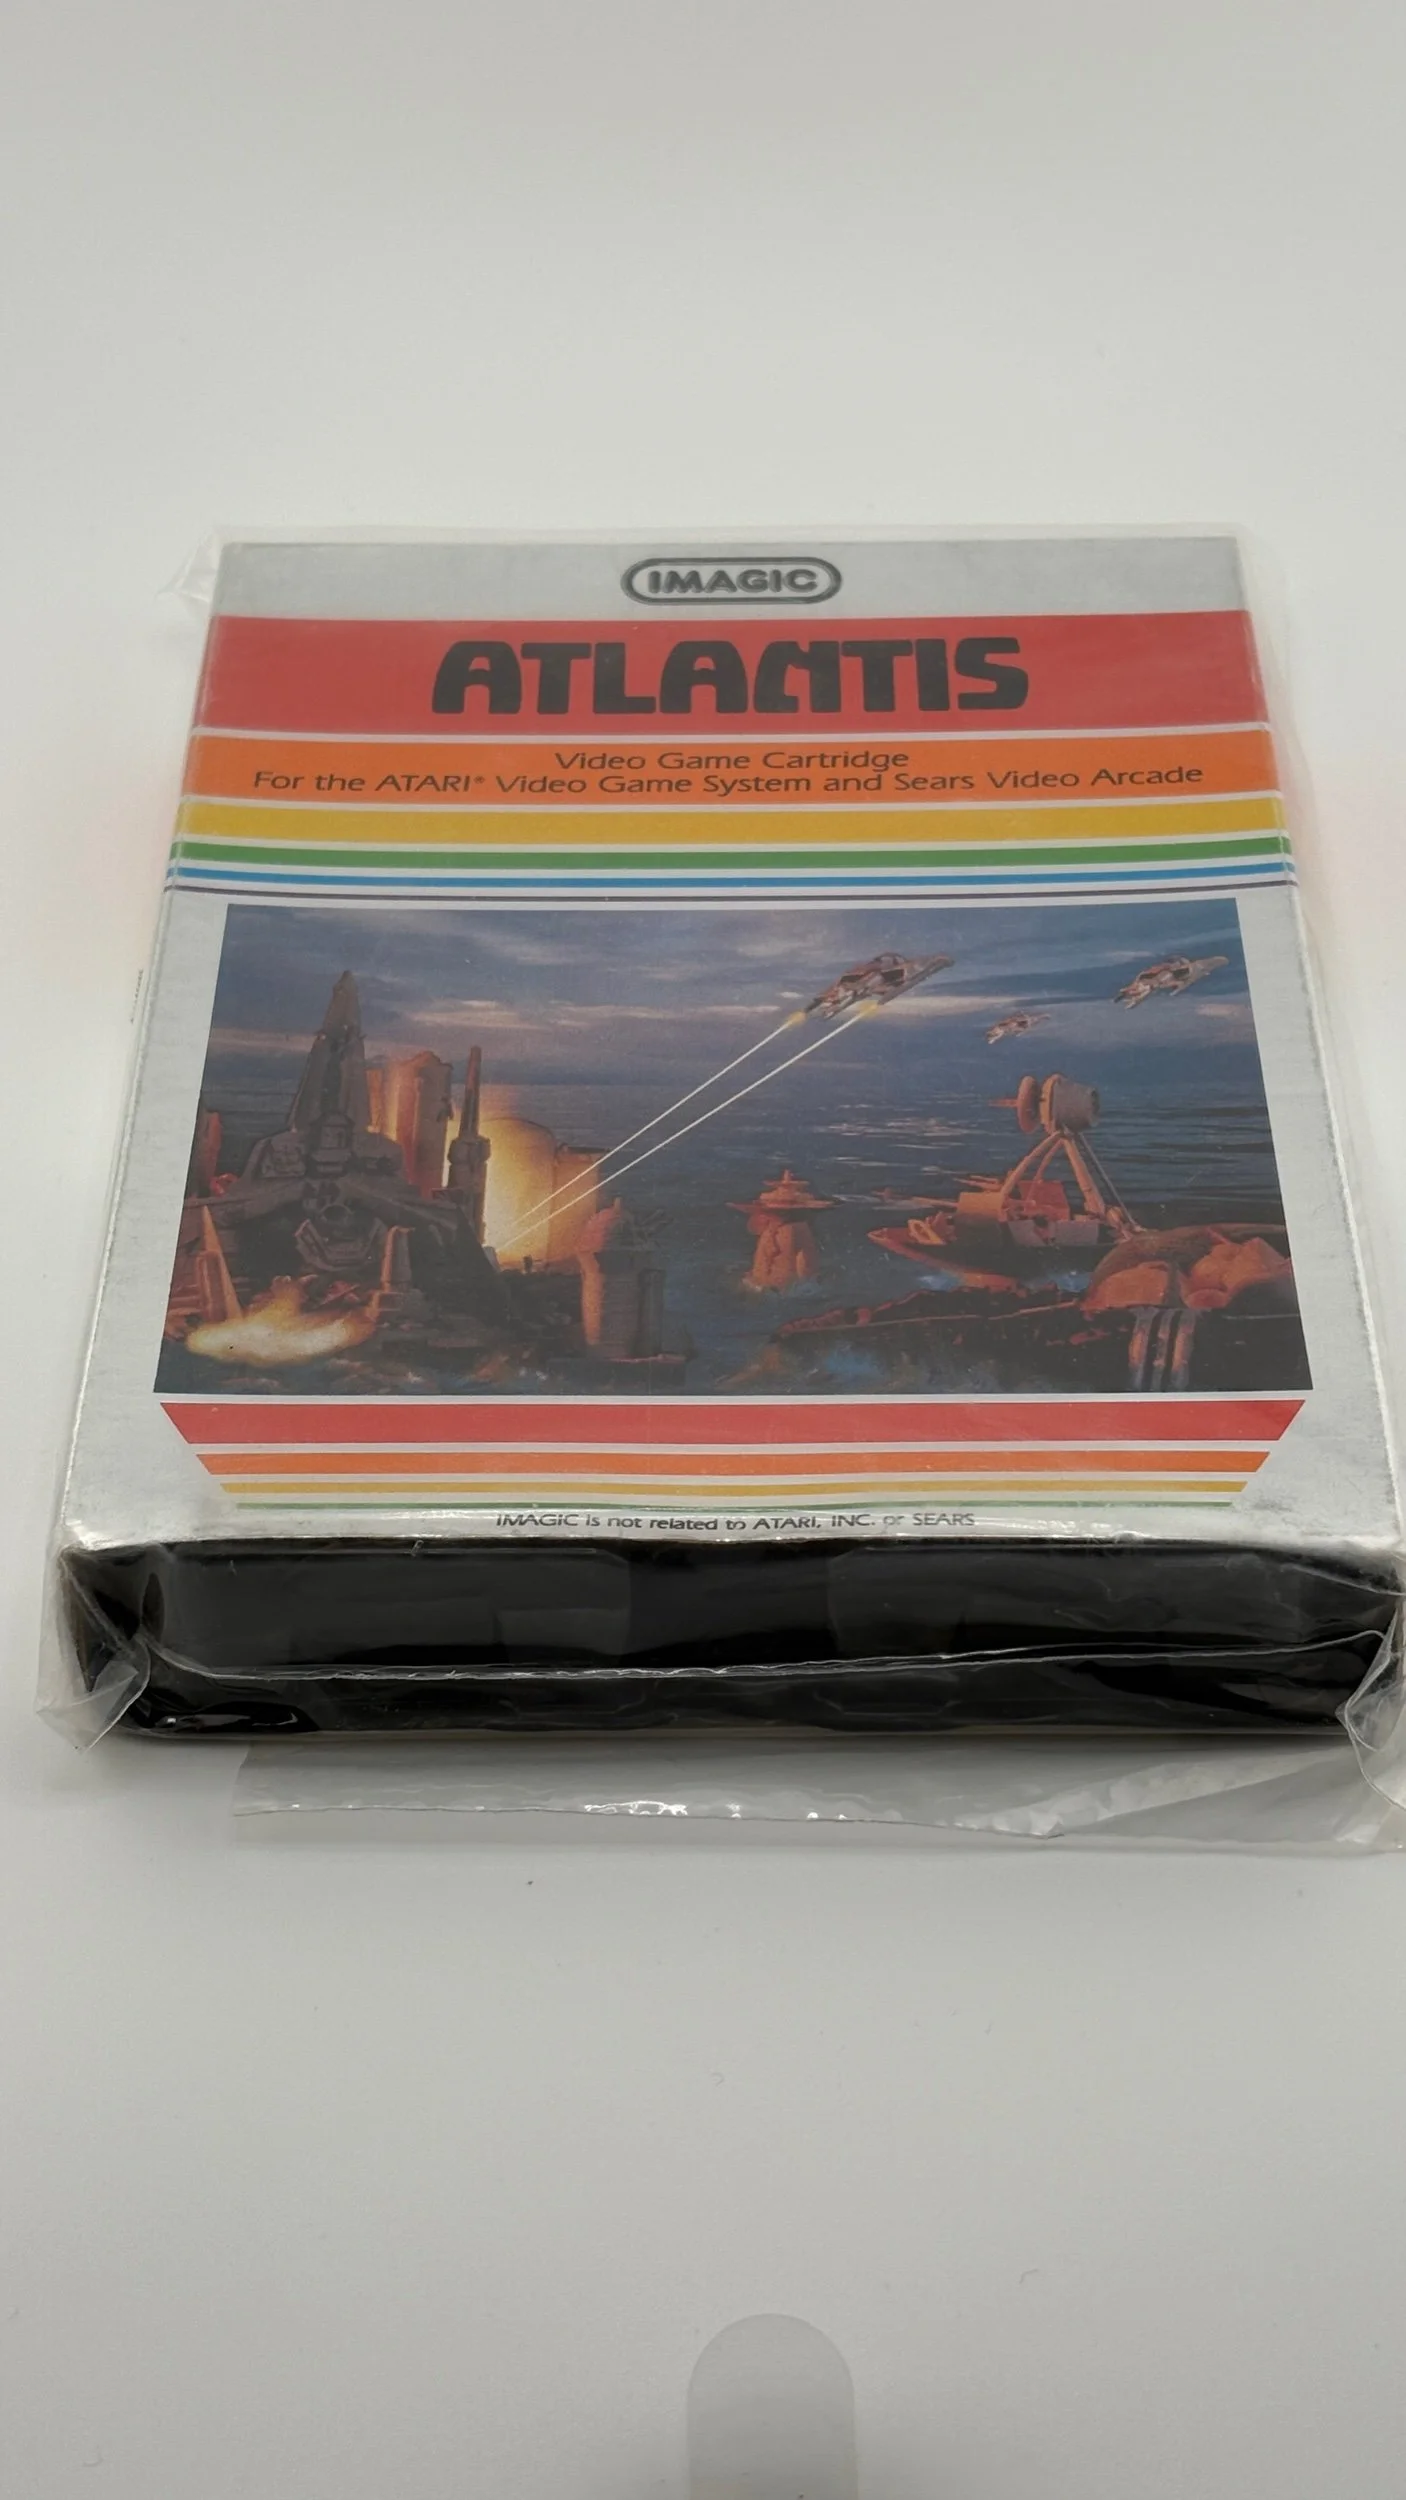 IMAGIC
ATLANTIS
Video Game Cartridge
For the ATARI® Video Game System and Sears Video Arcade
IMAGIC is not related to ATARI, INC. or SEARS